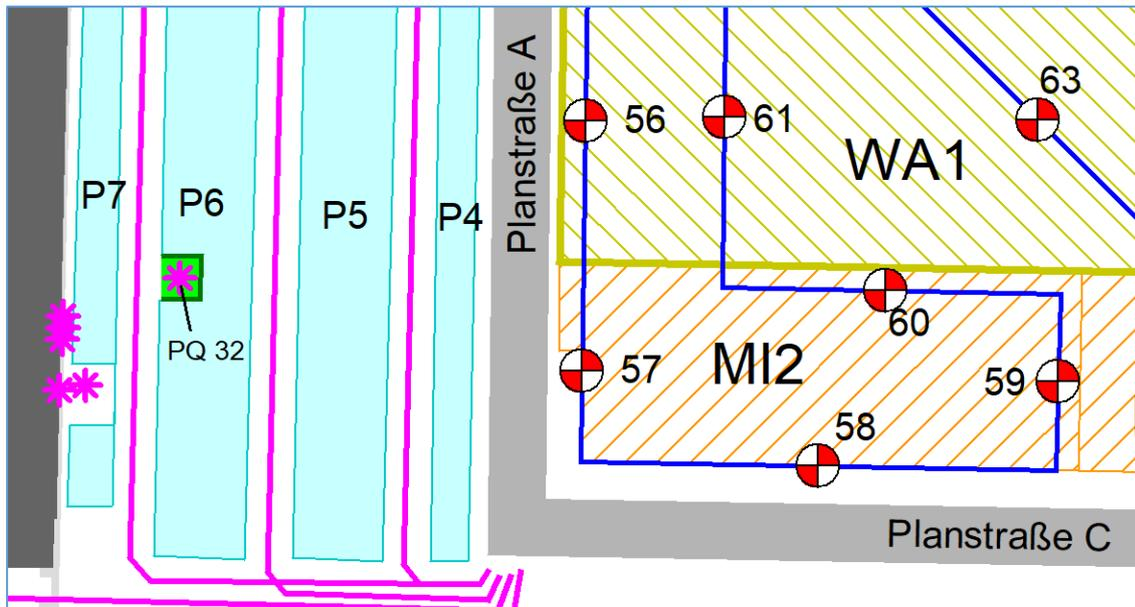 P7
P6
P5
P4
PQ 32
Planstraße A
56
61
63
WA1
60
57
MI2
59
58
Planstraße C